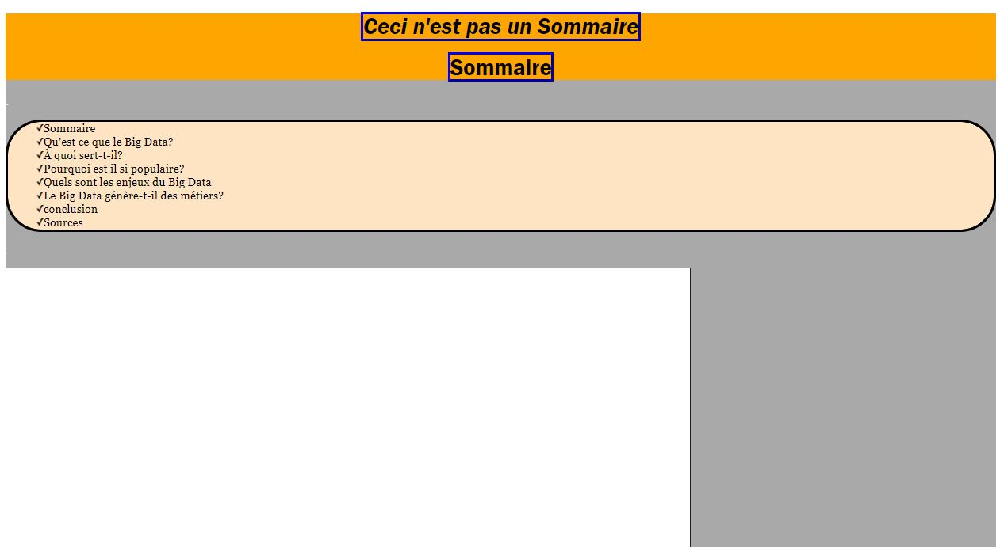 Ceci n'est pas un Sommaire
Sommaire
✓Sommaire
✓Qu'est ce que le Big Data?
✓À quoi sert-t-il?
✓Pourquoi est il si populaire?
✓Quels sont les enjeux du Big Data
✓Le Big Data génère-t-il des métiers?
✓conclusion
✓Sources